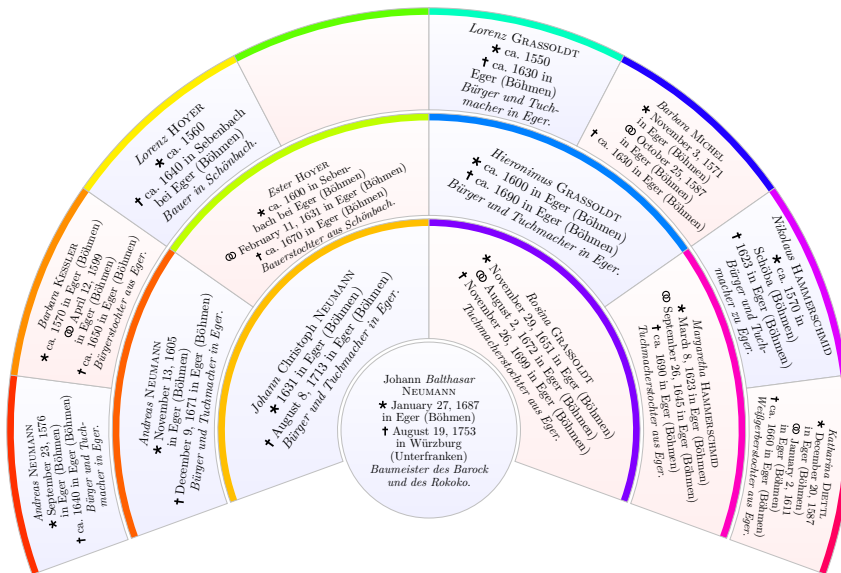 Lorenz GRASSOLDT
* ca. 1550
† ca. 1630 in
Eger (Böhmen)
Bürger und Tuch-
macher in Eger.
Lorenz HOYER
* ca. 1560
† ca. 1640 in Sebenbach
bei Eger (Böhmen)
Bauer in Schönbach.
Barbara MICHEL
* November 3, 1571
in Eger (Böhmen)
⚭ October 25, 1587
in Eger (Böhmen)
† ca. 1630 in Eger (Böhmen)
Barbara KESSLER
* ca. 1570 in Eger (Böhmen)
⚭ April 12, 1599
in Eger (Böhmen)
† ca. 1650 in Eger (Böhmen)
Bürgerstochter aus Eger.
Nikolaus HAMMERSCHMID
* ca. 1570 in
Schöba (Böhmen)
† 1623 in Eger (Böhmen)
Bürger und Tuch-
macher zu Eger.
Andreas NEUMANN
* September 23, 1576
in Eger (Böhmen)
† ca. 1640 in Eger (Böhmen)
Bürger und Tuch-
macher in Eger.
Katharina DIETTL
* December 20, 1587
in Eger (Böhmen)
⚭ January 2, 1611
in Eger (Böhmen)
† ca. 1660 in Eger (Böhmen)
Weißgerberstochter aus Eger.
Ester HOYER
* ca. 1600 in Seben-
bach bei Eger (Böhmen)
⚭ February 11, 1631 in Eger (Böhmen)
† ca. 1670 in Eger (Böhmen)
Bauerstochter aus Schönbach.
Hieronimus GRASSOLDT
* ca. 1600 in Eger (Böhmen)
† ca. 1690 in Eger (Böhmen)
Bürger und Tuchmacher in Eger.
Andreas NEUMANN
* November 13, 1605
in Eger (Böhmen)
† December 9, 1671 in Eger (Böhmen)
Bürger und Tuchmacher in Eger.
Margaretha HAMMERSCHMID
* March 8, 1623 in Eger (Böhmen)
⚭ September 26, 1645 in Eger (Böhmen)
† ca. 1690 in Eger (Böhmen)
Tuchmacherstochter aus Eger.
Johann Christoph NEUMANN
* 1631 in Eger (Böhmen)
† August 8, 1713 in Eger (Böhmen)
Bürger und Tuchmacher in Eger.
Rosina GRASSOLDT
* November 29, 1651 in Eger (Böhmen)
⚭ August 2, 1672 in Eger (Böhmen)
† November 26, 1699 in Eger (Böhmen)
Tuchmacherstochter aus Eger.
Johann Balthasar
NEUMANN
* January 27, 1687
in Eger (Böhmen)
† August 19, 1753
in Würzburg
(Unterfranken)
Baumeister des Barock
und des Rokoko.